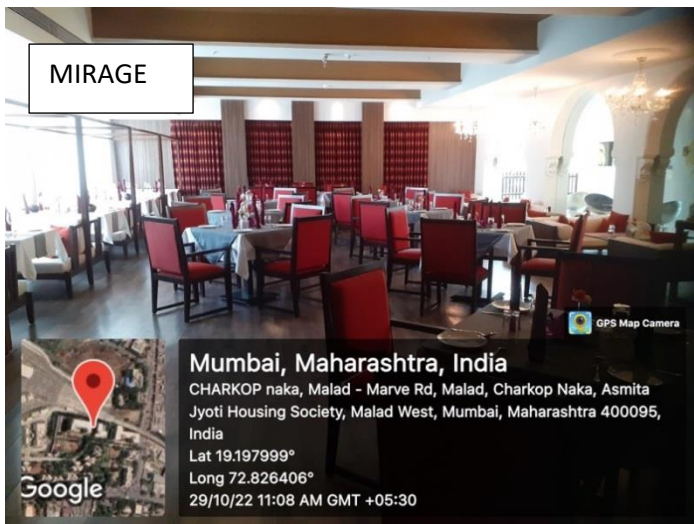 MIRAGE
GPS Map Camera
Mumbai, Maharashtra, India
CHARKOP naka, Malad - Marve Rd, Malad, Charkop Naka, Asmita
Jyoti Housing Society, Malad West, Mumbai, Maharashtra 400095,
India
Lat 19.197999°
Long 72.826406°
29/10/22 11:08 AM GMT +05:30
Google